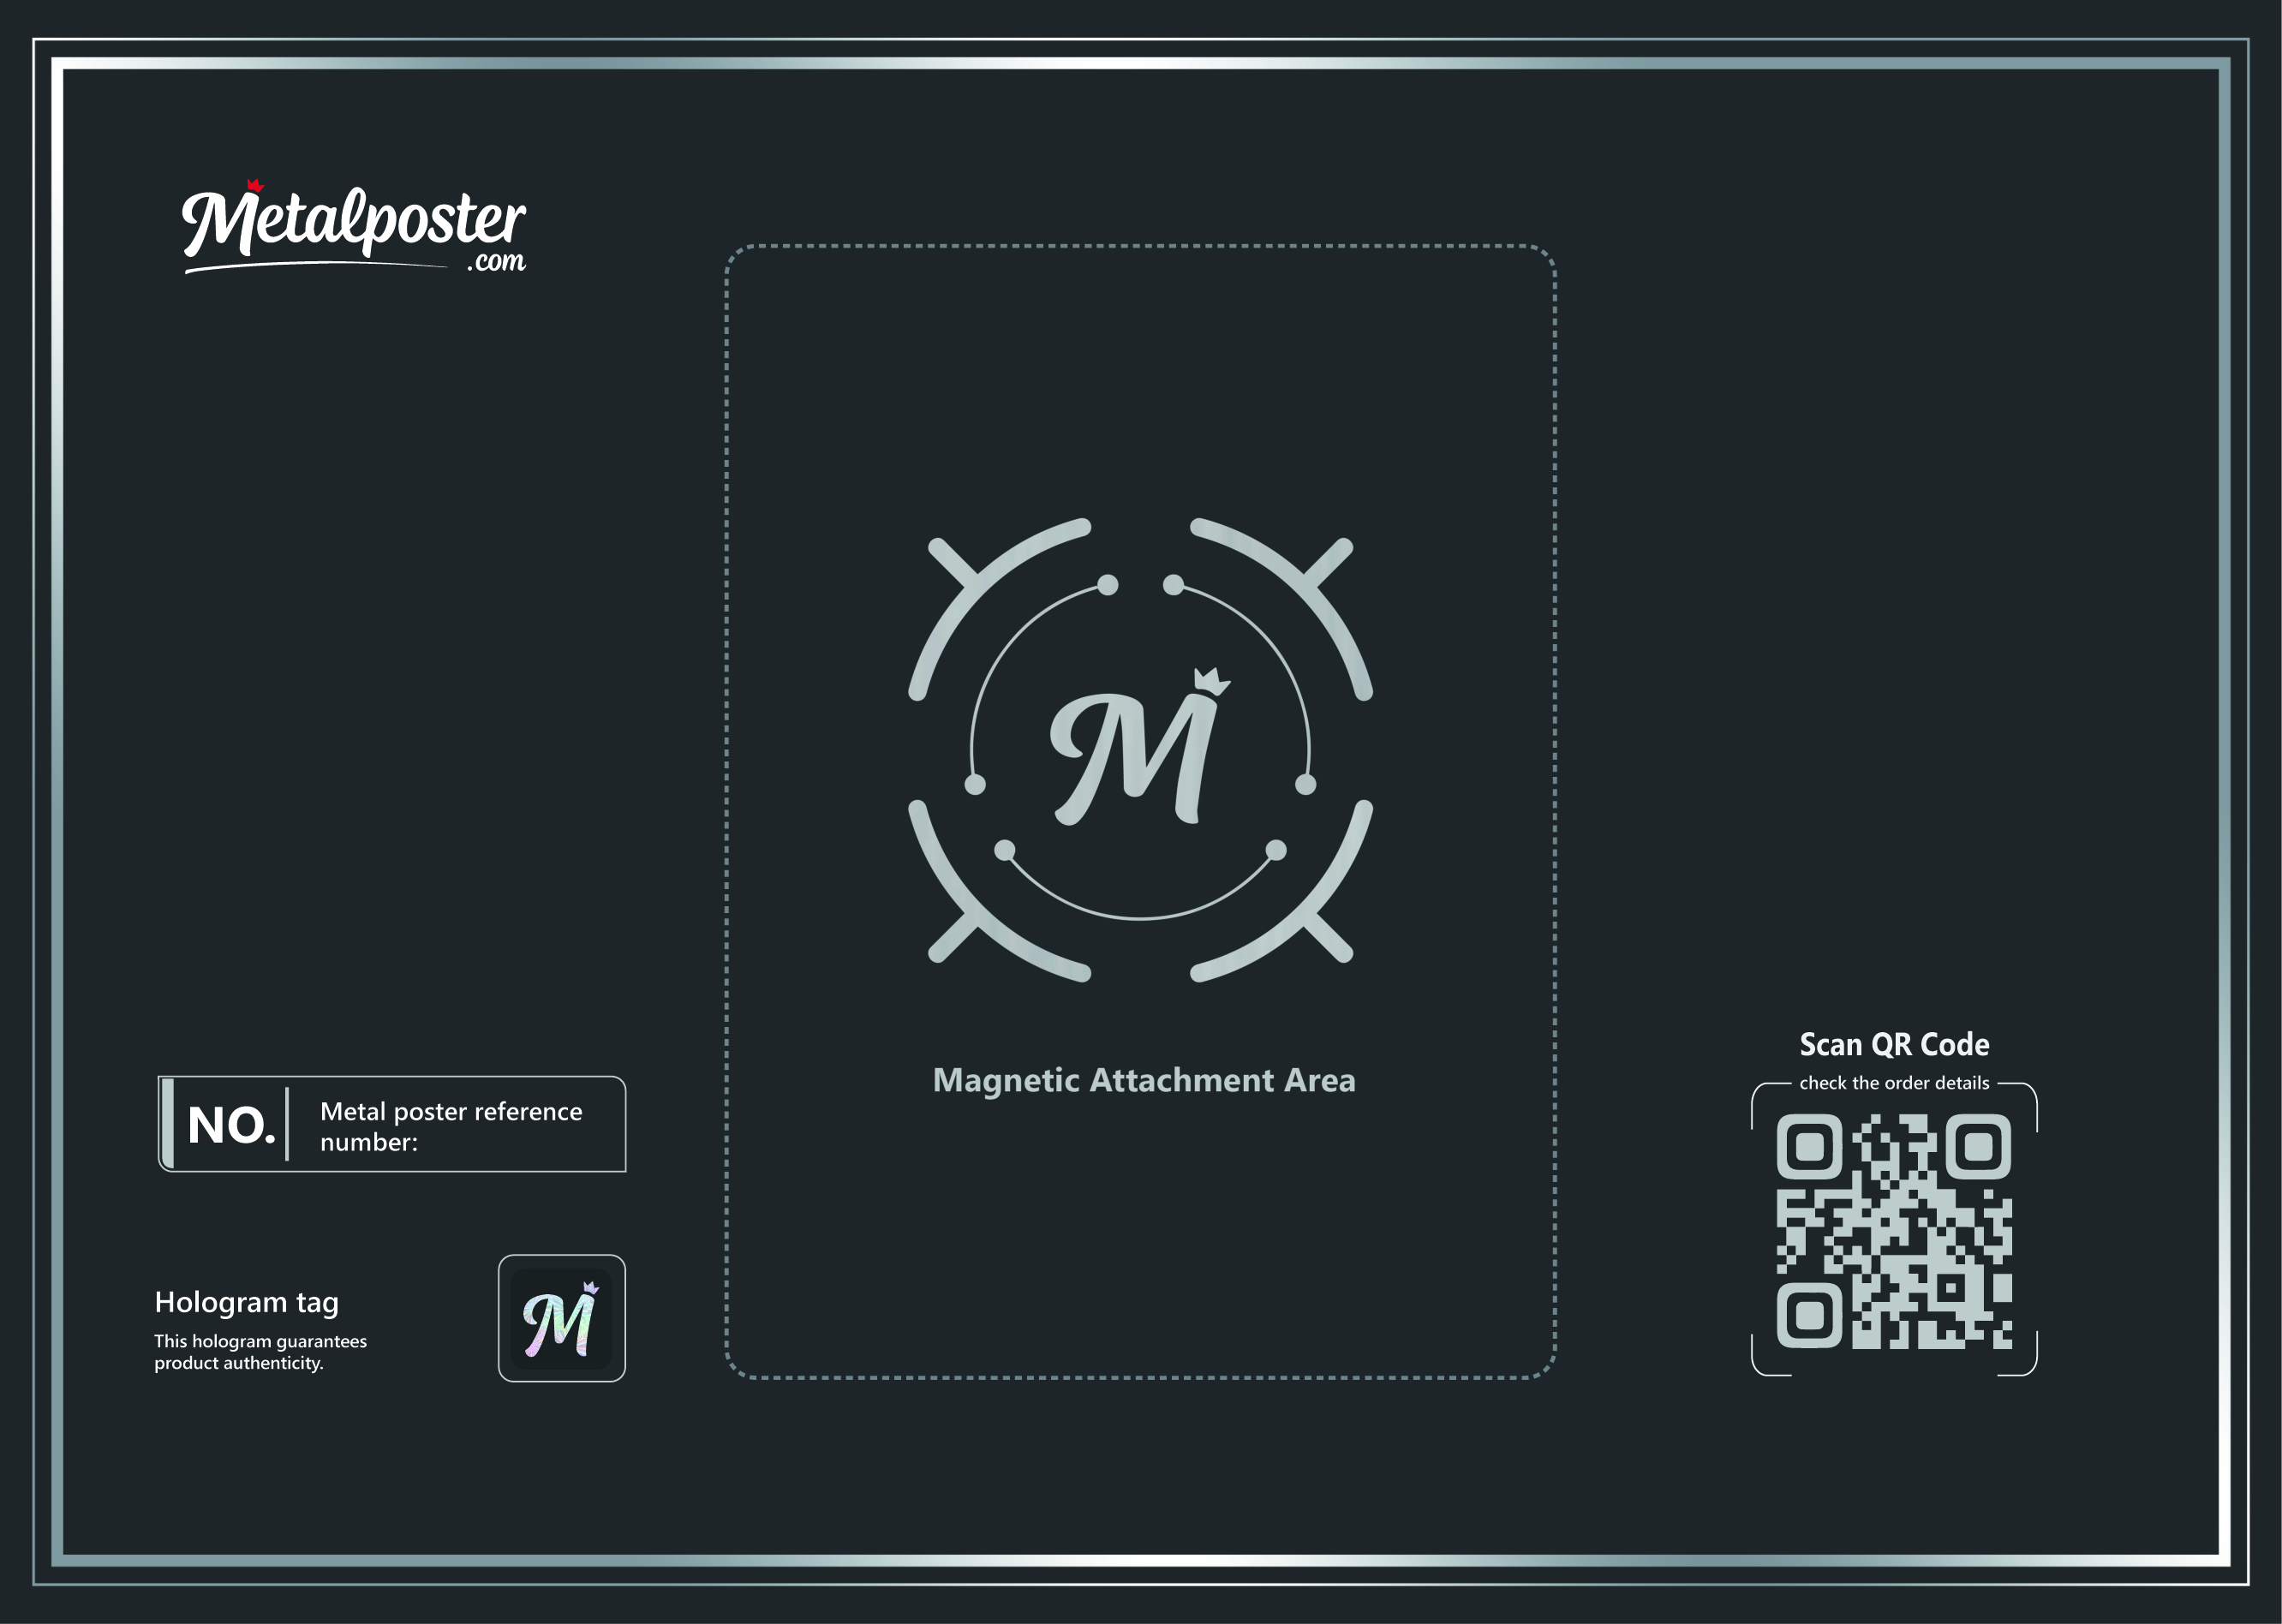 Metalposter
.com
M
Magnetic Attachment Area
NO.
Metal poster reference
number:
Hologram tag
This hologram guarantees
product authenticity.
M
Scan QR Code
check the order details